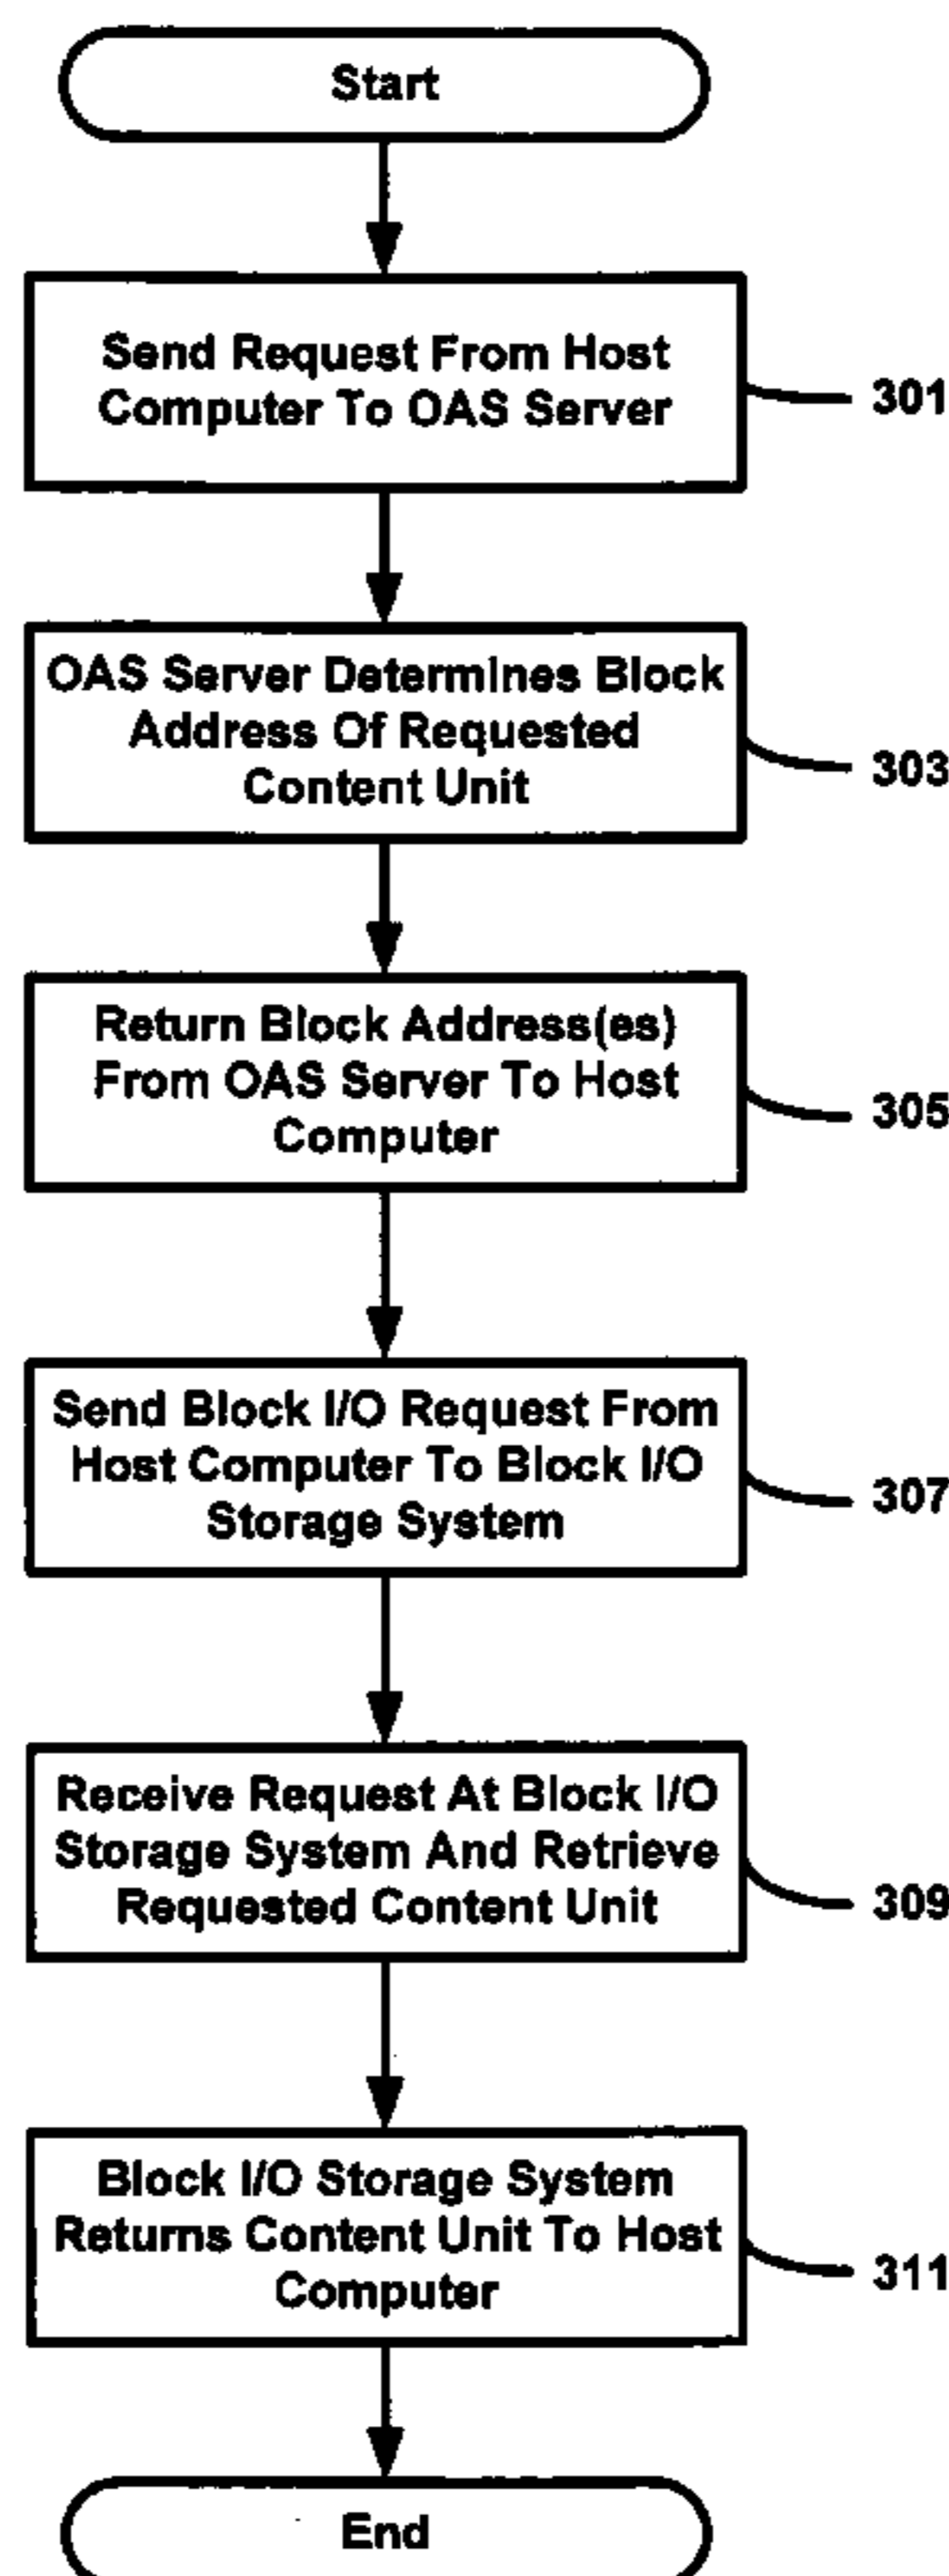 Start
Send Request From Host
Computer To OAS Server
301
OAS Server Determines Block
Address Of Requested
Content Unit
303
Return Block Address(es)
From OAS Server To Host
Computer
305
Send Block I/O Request From
Host Computer To Block I/O
Storage System
307
Receive Request At Block I/O
Storage System And Retrieve
Requested Content Unit
309
Block I/O Storage System
Returns Content Unit To Host
Computer
311
End